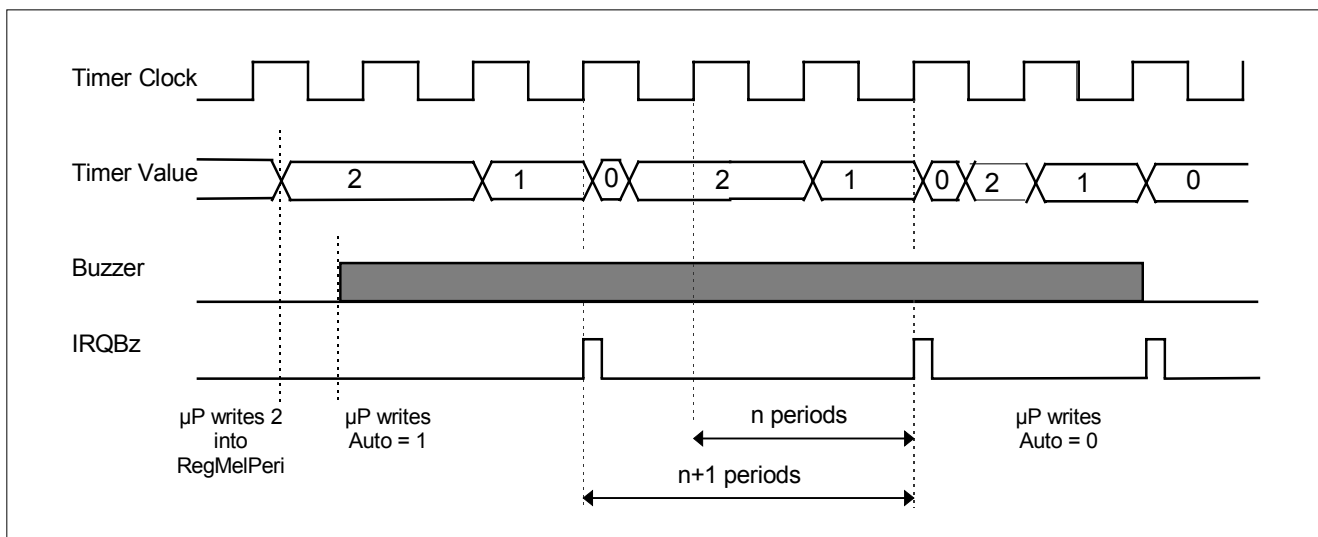 Timer Clock
Timer Value
2
1
0
2
1
0
2
1
0
Buzzer
IRQBz
µP writes 2
into
RegMelPeri
µP writes
Auto = 1
n periods
n+1 periods
µP writes
Auto = 0